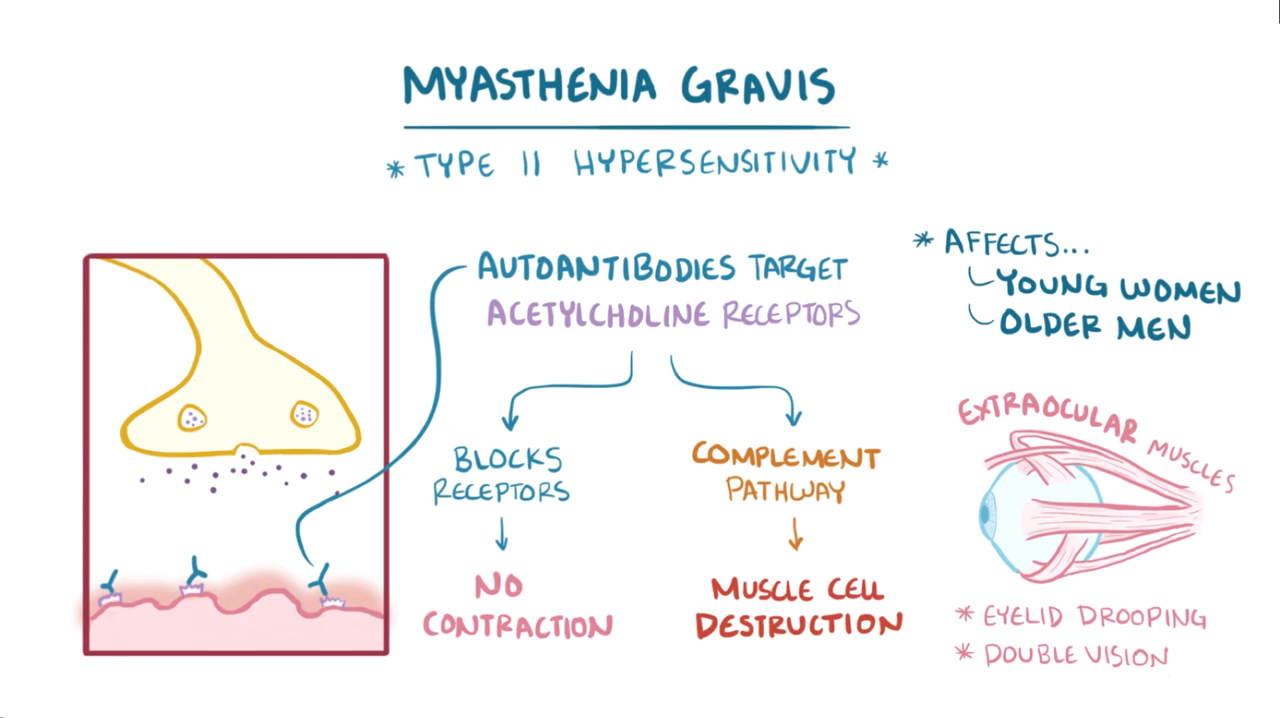 MYASTHENIA GRAVIS
* TYPE II HYPERSENSITIVITY *
AUTOANTIBODIES TARGET
ACETYLCHOLINE RECEPTORS
BLOCKS
RECEPTORS
NO
CONTRACTION
COMPLEMENT
PATHWAY
MUSCLE CELL
DESTRUCTION
* AFFECTS...
YOUNG WOMEN
OLDER MEN
EXTRAOCULAR MUSCLES
* EYELID DROOPING
* DOUBLE VISION